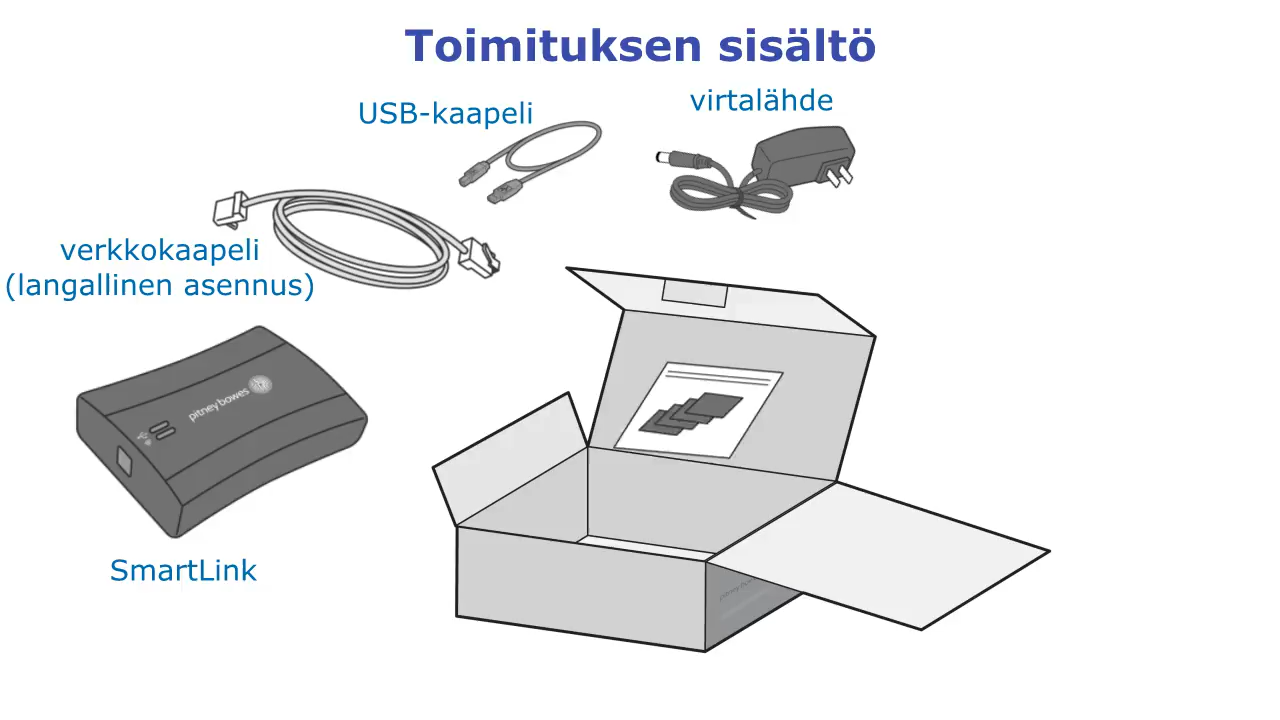 Toimituksen sisältö
USB-kaapeli
virtalähde
verkkokaapeli
(langallinen asennus)
pitney bowes
SmartLink